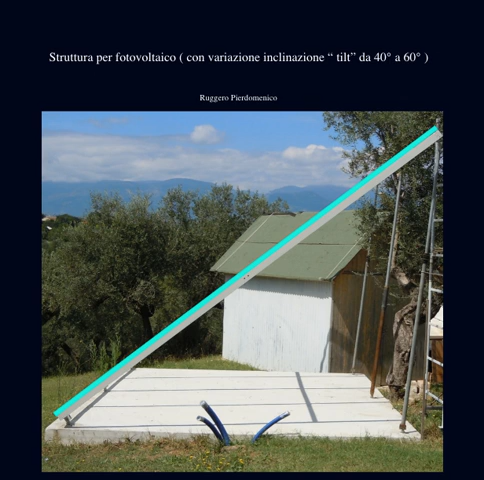 Struttura per fotovoltaico ( con variazione inclinazione “ tilt” da 40° a 60° )
Ruggero Pierdomenico